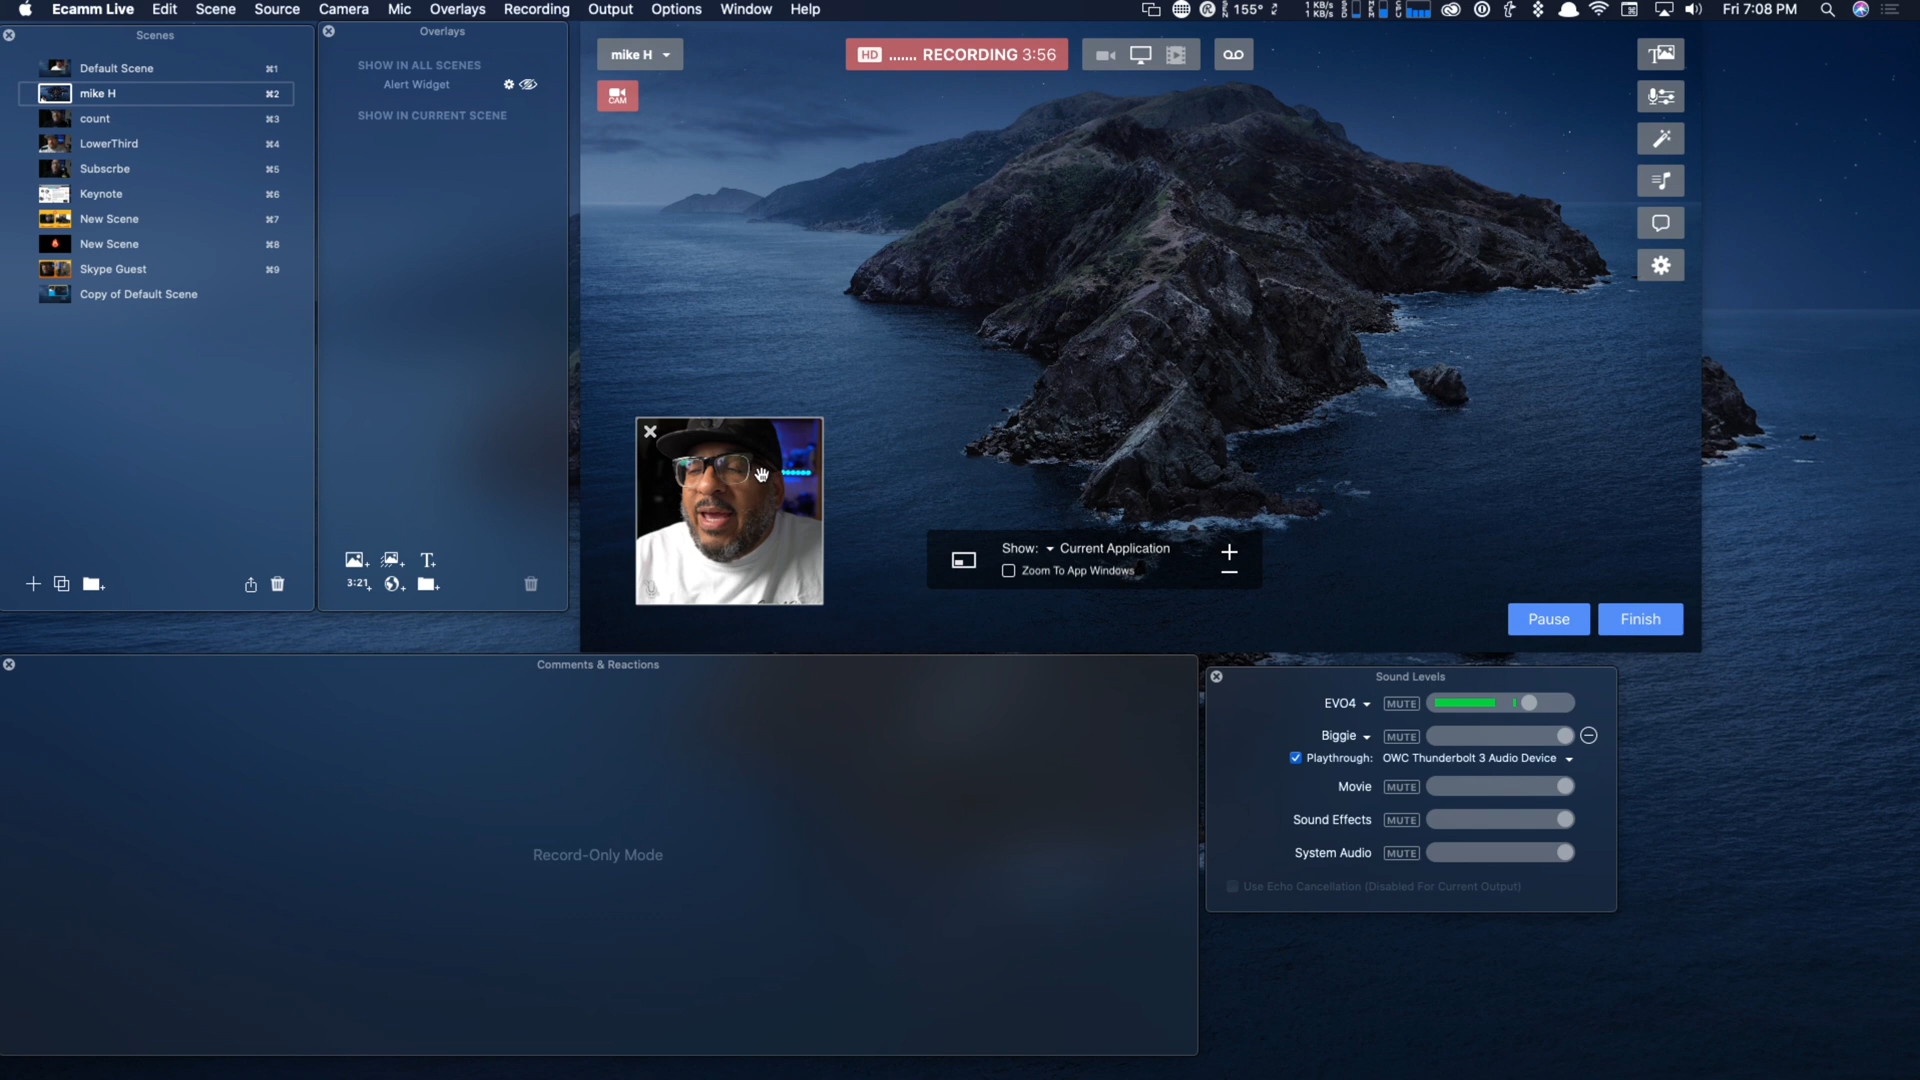 Ecamm Live Edit Scene Source Camera Mic Overlays Recording Output Options Window Help
155° 1 KB/s 1 KB/s Fri 7:08 PM
Scenes
Default Scene ⌘1
mike H ⌘2
count ⌘3
LowerThird ⌘4
Subscrbe ⌘5
Keynote ⌘6
New Scene ⌘7
New Scene ⌘8
Skype Guest ⌘9
Copy of Default Scene
Overlays
SHOW IN ALL SCENES
Alert Widget
SHOW IN CURRENT SCENE
3:21+
mike H
HD ....... RECORDING 3:56
CAM
Show: Current Application
Zoom To App Windows
Pause Finish
Comments & Reactions
Record-Only Mode
Sound Levels
EVO4 MUTE
Biggie MUTE
Playthrough: OWC Thunderbolt 3 Audio Device
Movie MUTE
Sound Effects MUTE
System Audio MUTE
Use Echo Cancellation (Disabled For Current Output)